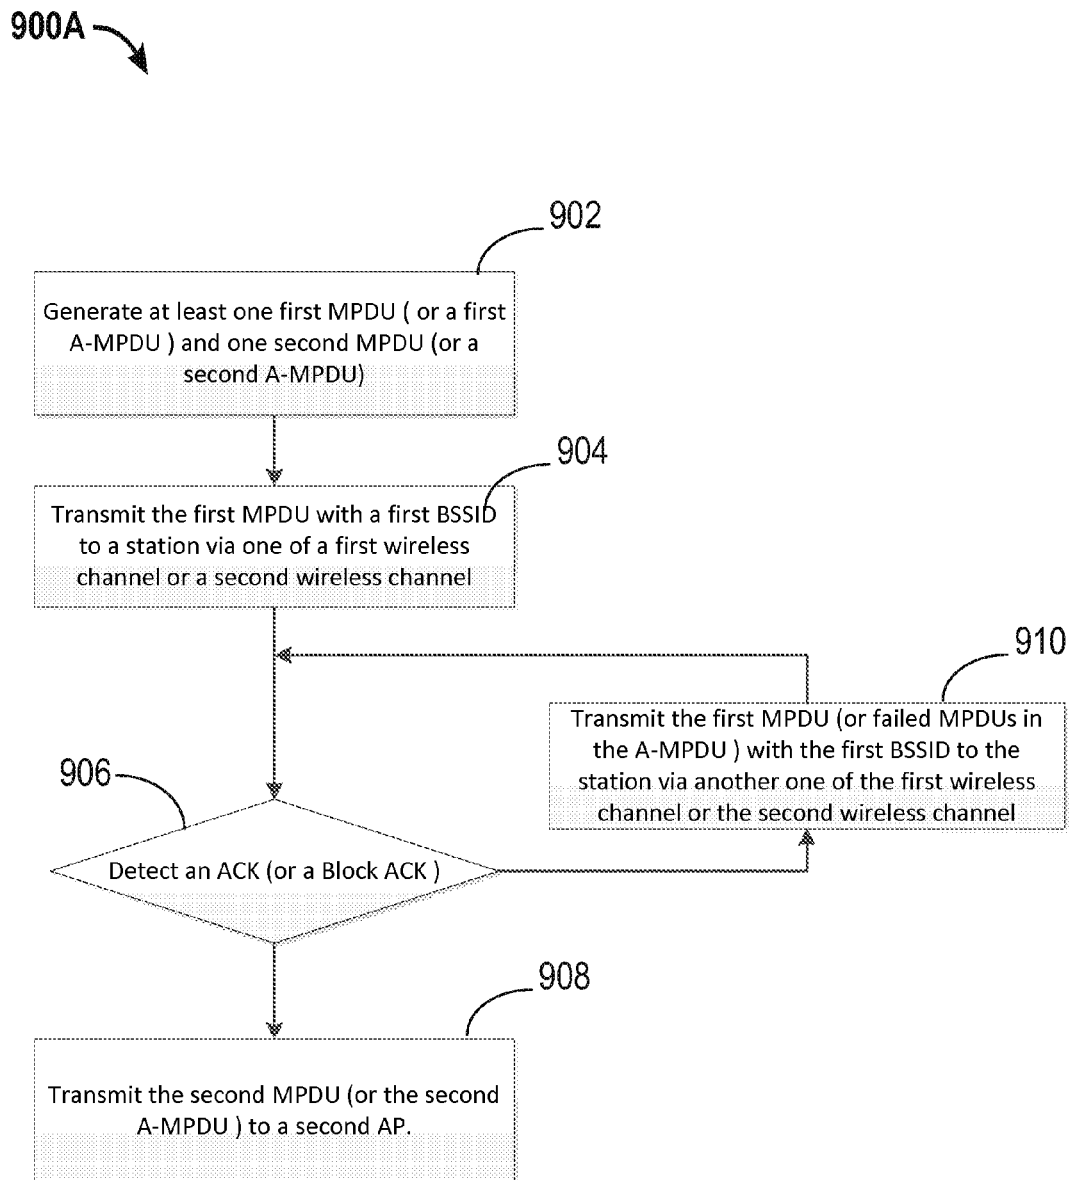 900A
902
Generate at least one first MPDU ( or a first
A-MPDU ) and one second MPDU (or a
second A-MPDU)
904
Transmit the first MPDU with a first BSSID
to a station via one of a first wireless
channel or a second wireless channel
910
Transmit the first MPDU (or failed MPDUs in
the A-MPDU ) with the first BSSID to the
station via another one of the first wireless
channel or the second wireless channel
906
Detect an ACK (or a Block ACK )
908
Transmit the second MPDU (or the second
A-MPDU ) to a second AP.